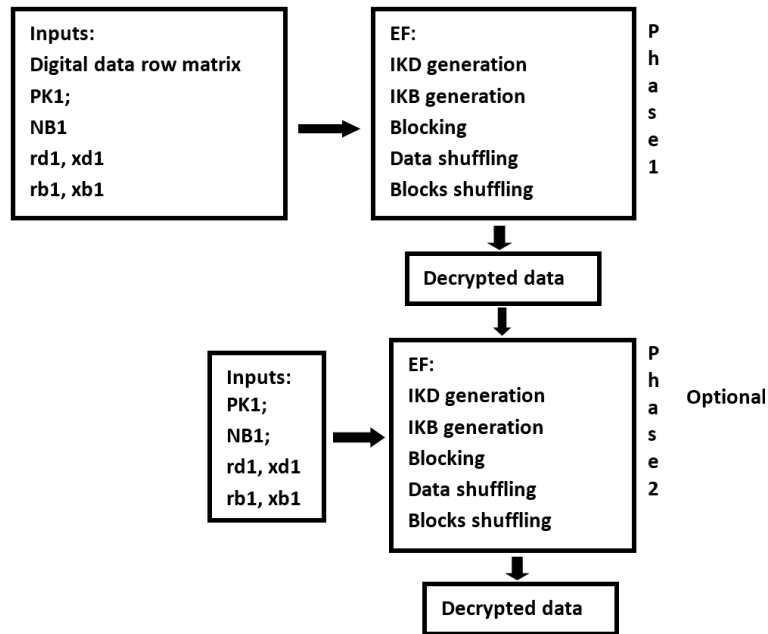 Inputs:
Digital data row matrix
PK1;
NB1
rd1, xd1
rb1, xb1
EF:
IKD generation
IKB generation
Blocking
Data shuffling
Blocks shuffling
P
h
a
s
e
1
Decrypted data
Inputs:
PK1;
NB1;
rd1, xd1
rb1, xb1
EF:
IKD generation
IKB generation
Blocking
Data shuffling
Blocks shuffling
P
h
a
s
e
2
Optional
Decrypted data